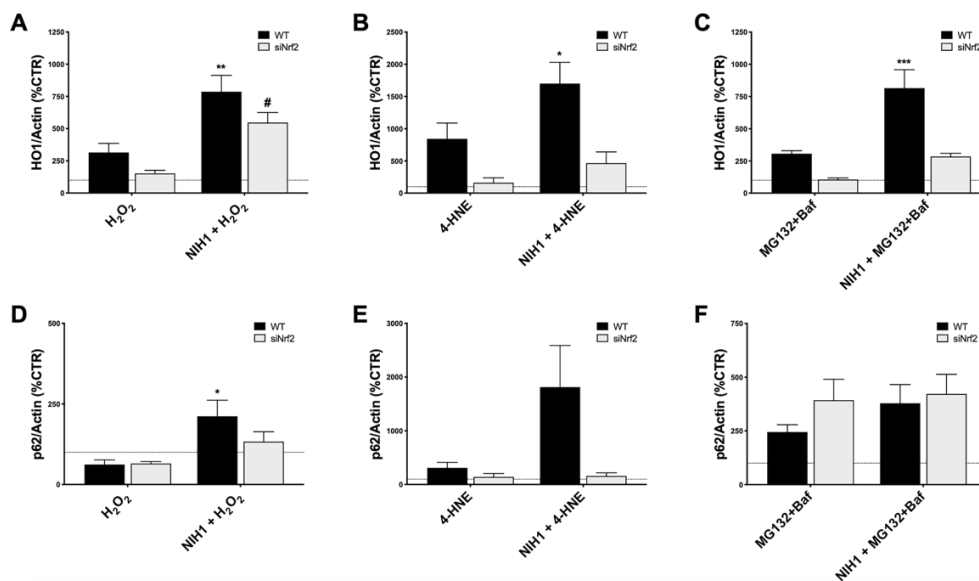 A
HO1/Actin (%CTR)
1250
1000
750
500
250
0
WT
siNrf2
**
#
H₂O₂
NIH1 + H₂O₂
B
HO1/Actin (%CTR)
2000
1500
1000
500
0
WT
siNrf2
*
4-HNE
NIH1 + 4-HNE
C
HO1/Actin (%CTR)
1250
1000
750
500
250
0
WT
siNrf2
***
MG132+Baf
NIH1 + MG132+Baf
D
p62/Actin (%CTR)
500
250
0
WT
siNrf2
*
H₂O₂
NIH1 + H₂O₂
E
p62/Actin (%CTR)
3000
2000
1000
0
WT
siNrf2
4-HNE
NIH1 + 4-HNE
F
p62/Actin (%CTR)
750
500
250
0
WT
siNrf2
MG132+Baf
NIH1 + MG132+Baf